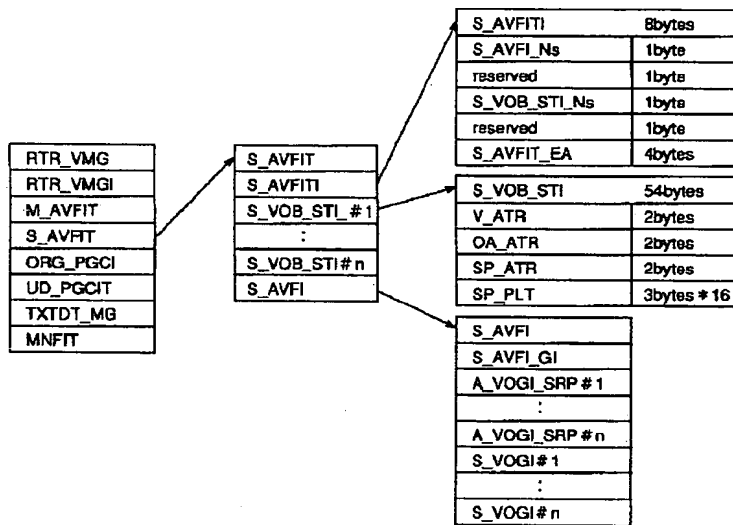 RTR_VMG
RTR_VMGI
M_AVFIT
S_AVFIT
ORG_PGCI
UD_PGCIT
TXTDT_MG
MNFIT
S_AVFIT
S_AVFITI
S_VOB_STI_#1
:
S_VOB_STI#n
S_AVFI
S_AVFITI 8bytes
S_AVFI_Ns 1byte
reserved 1byte
S_VOB_STI_Ns 1byte
reserved 1byte
S_AVFIT_EA 4bytes
S_VOB_STI 54bytes
V_ATR 2bytes
OA_ATR 2bytes
SP_ATR 2bytes
SP_PLT 3bytes*16
S_AVFI
S_AVFI_GI
A_VOGI_SRP#1
:
A_VOGI_SRP#n
S_VOGI#1
:
S_VOGI#n